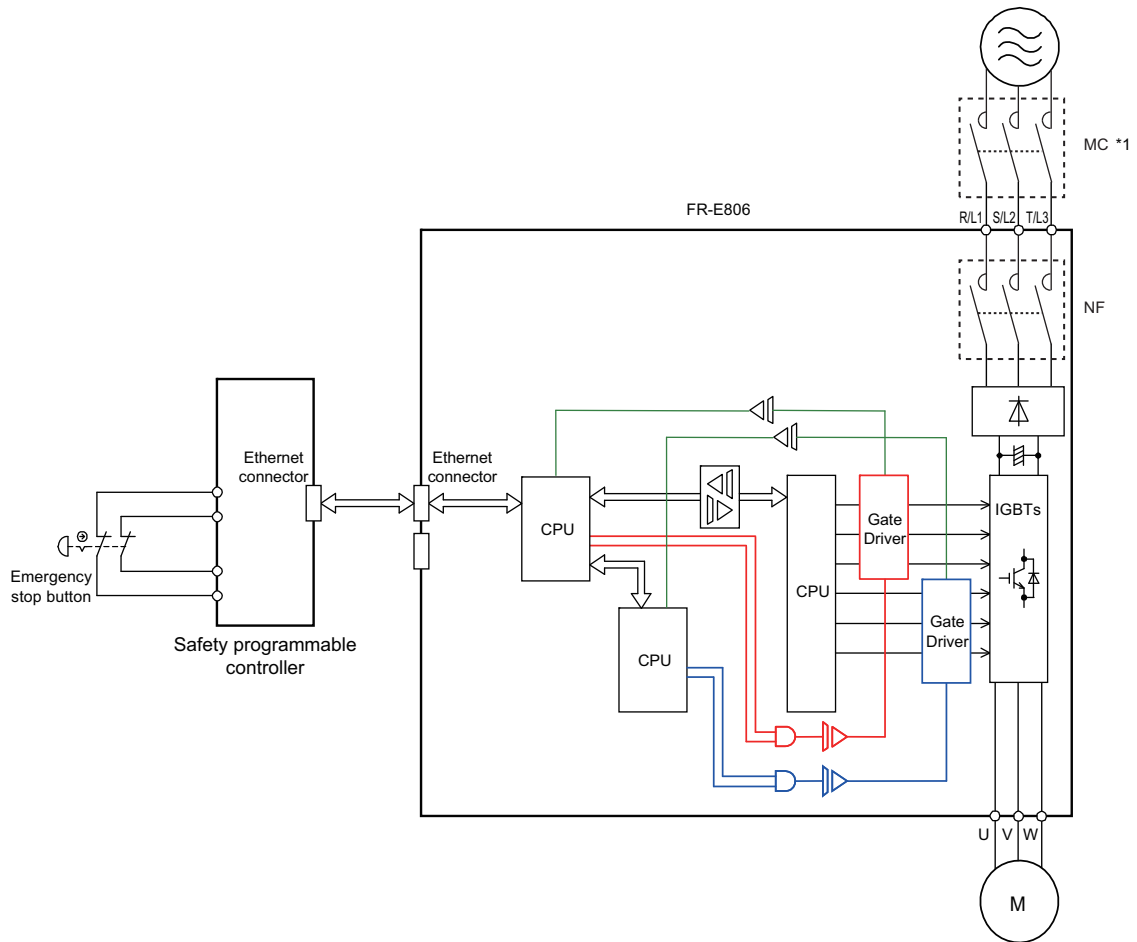 MC *1
FR-E806
R/L1 S/L2 T/L3
NF
Ethernet
connector
Ethernet
connector
CPU
Gate
Driver
IGBTs
CPU
Emergency
stop button
Gate
Driver
CPU
Safety programmable
controller
U V W
M